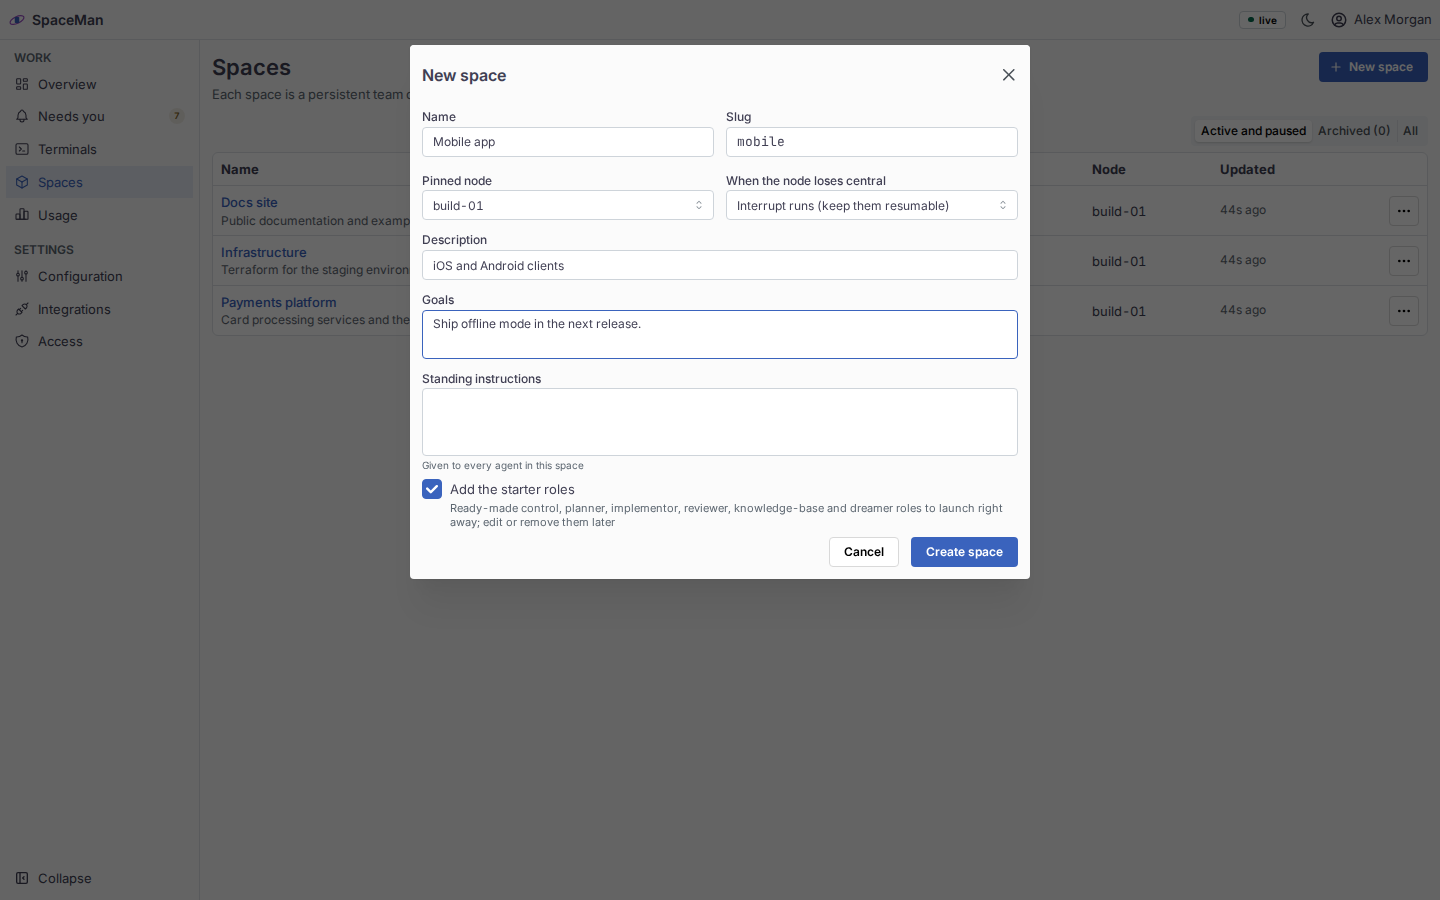 SpaceMan
live
Alex Morgan
WORK
Overview
Needs you
7
Terminals
Spaces
Usage
SETTINGS
Configuration
Integrations
Access
Collapse
Spaces
Each space is a persistent team
New space
Active and paused
Archived (0)
All
Name
Node
Updated
Docs site
Public documentation and
build-01
44s ago
Infrastructure
Terraform for the staging
build-01
44s ago
Payments platform
Card processing services and the
build-01
44s ago
New space
Name
Slug
Mobile app
mobile
Pinned node
When the node loses central
build-01
Interrupt runs (keep them resumable)
Description
iOS and Android clients
Goals
Ship offline mode in the next release.
Standing instructions
Given to every agent in this space
Add the starter roles
Ready-made control, planner, implementor, reviewer, knowledge-base and dreamer roles to launch right
away; edit or remove them later
Cancel
Create space